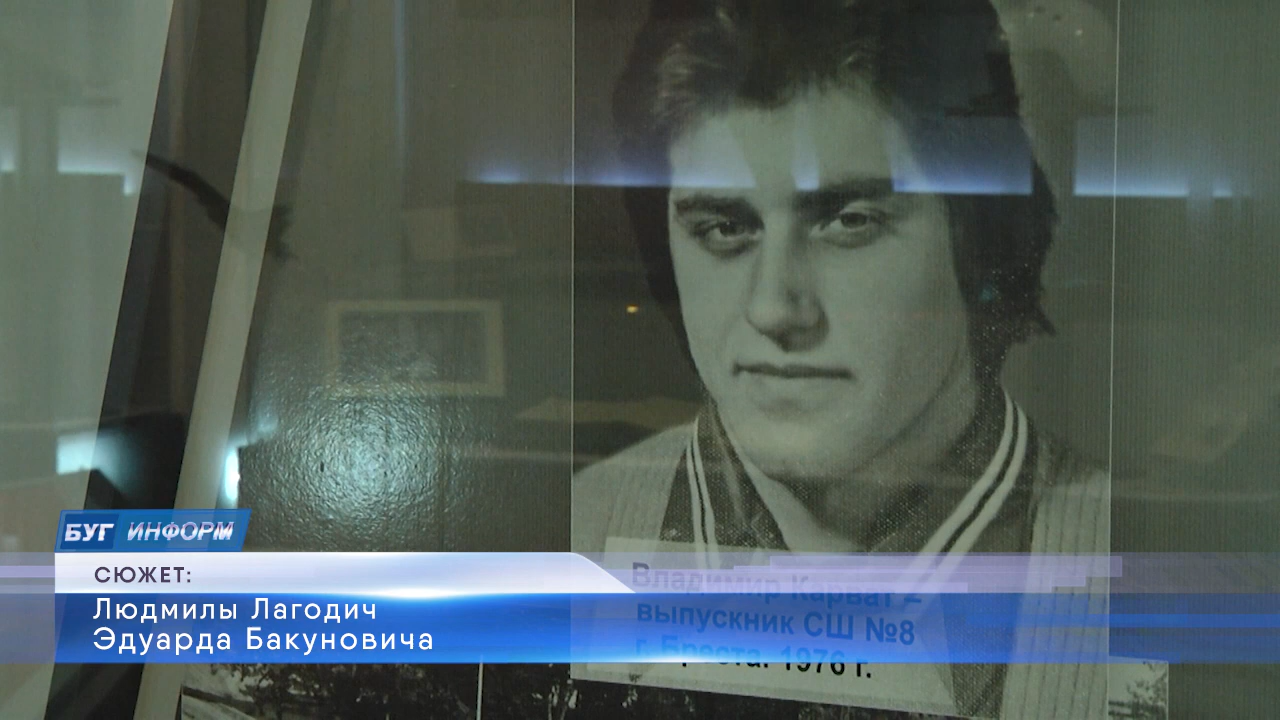 БУГ ИНФОРМ
СЮЖЕТ:
Людмилы Лагодич
Эдуарда Бакуновича
Владимир Карват –
выпускник СШ №8
г. Бреста. 1976 г.